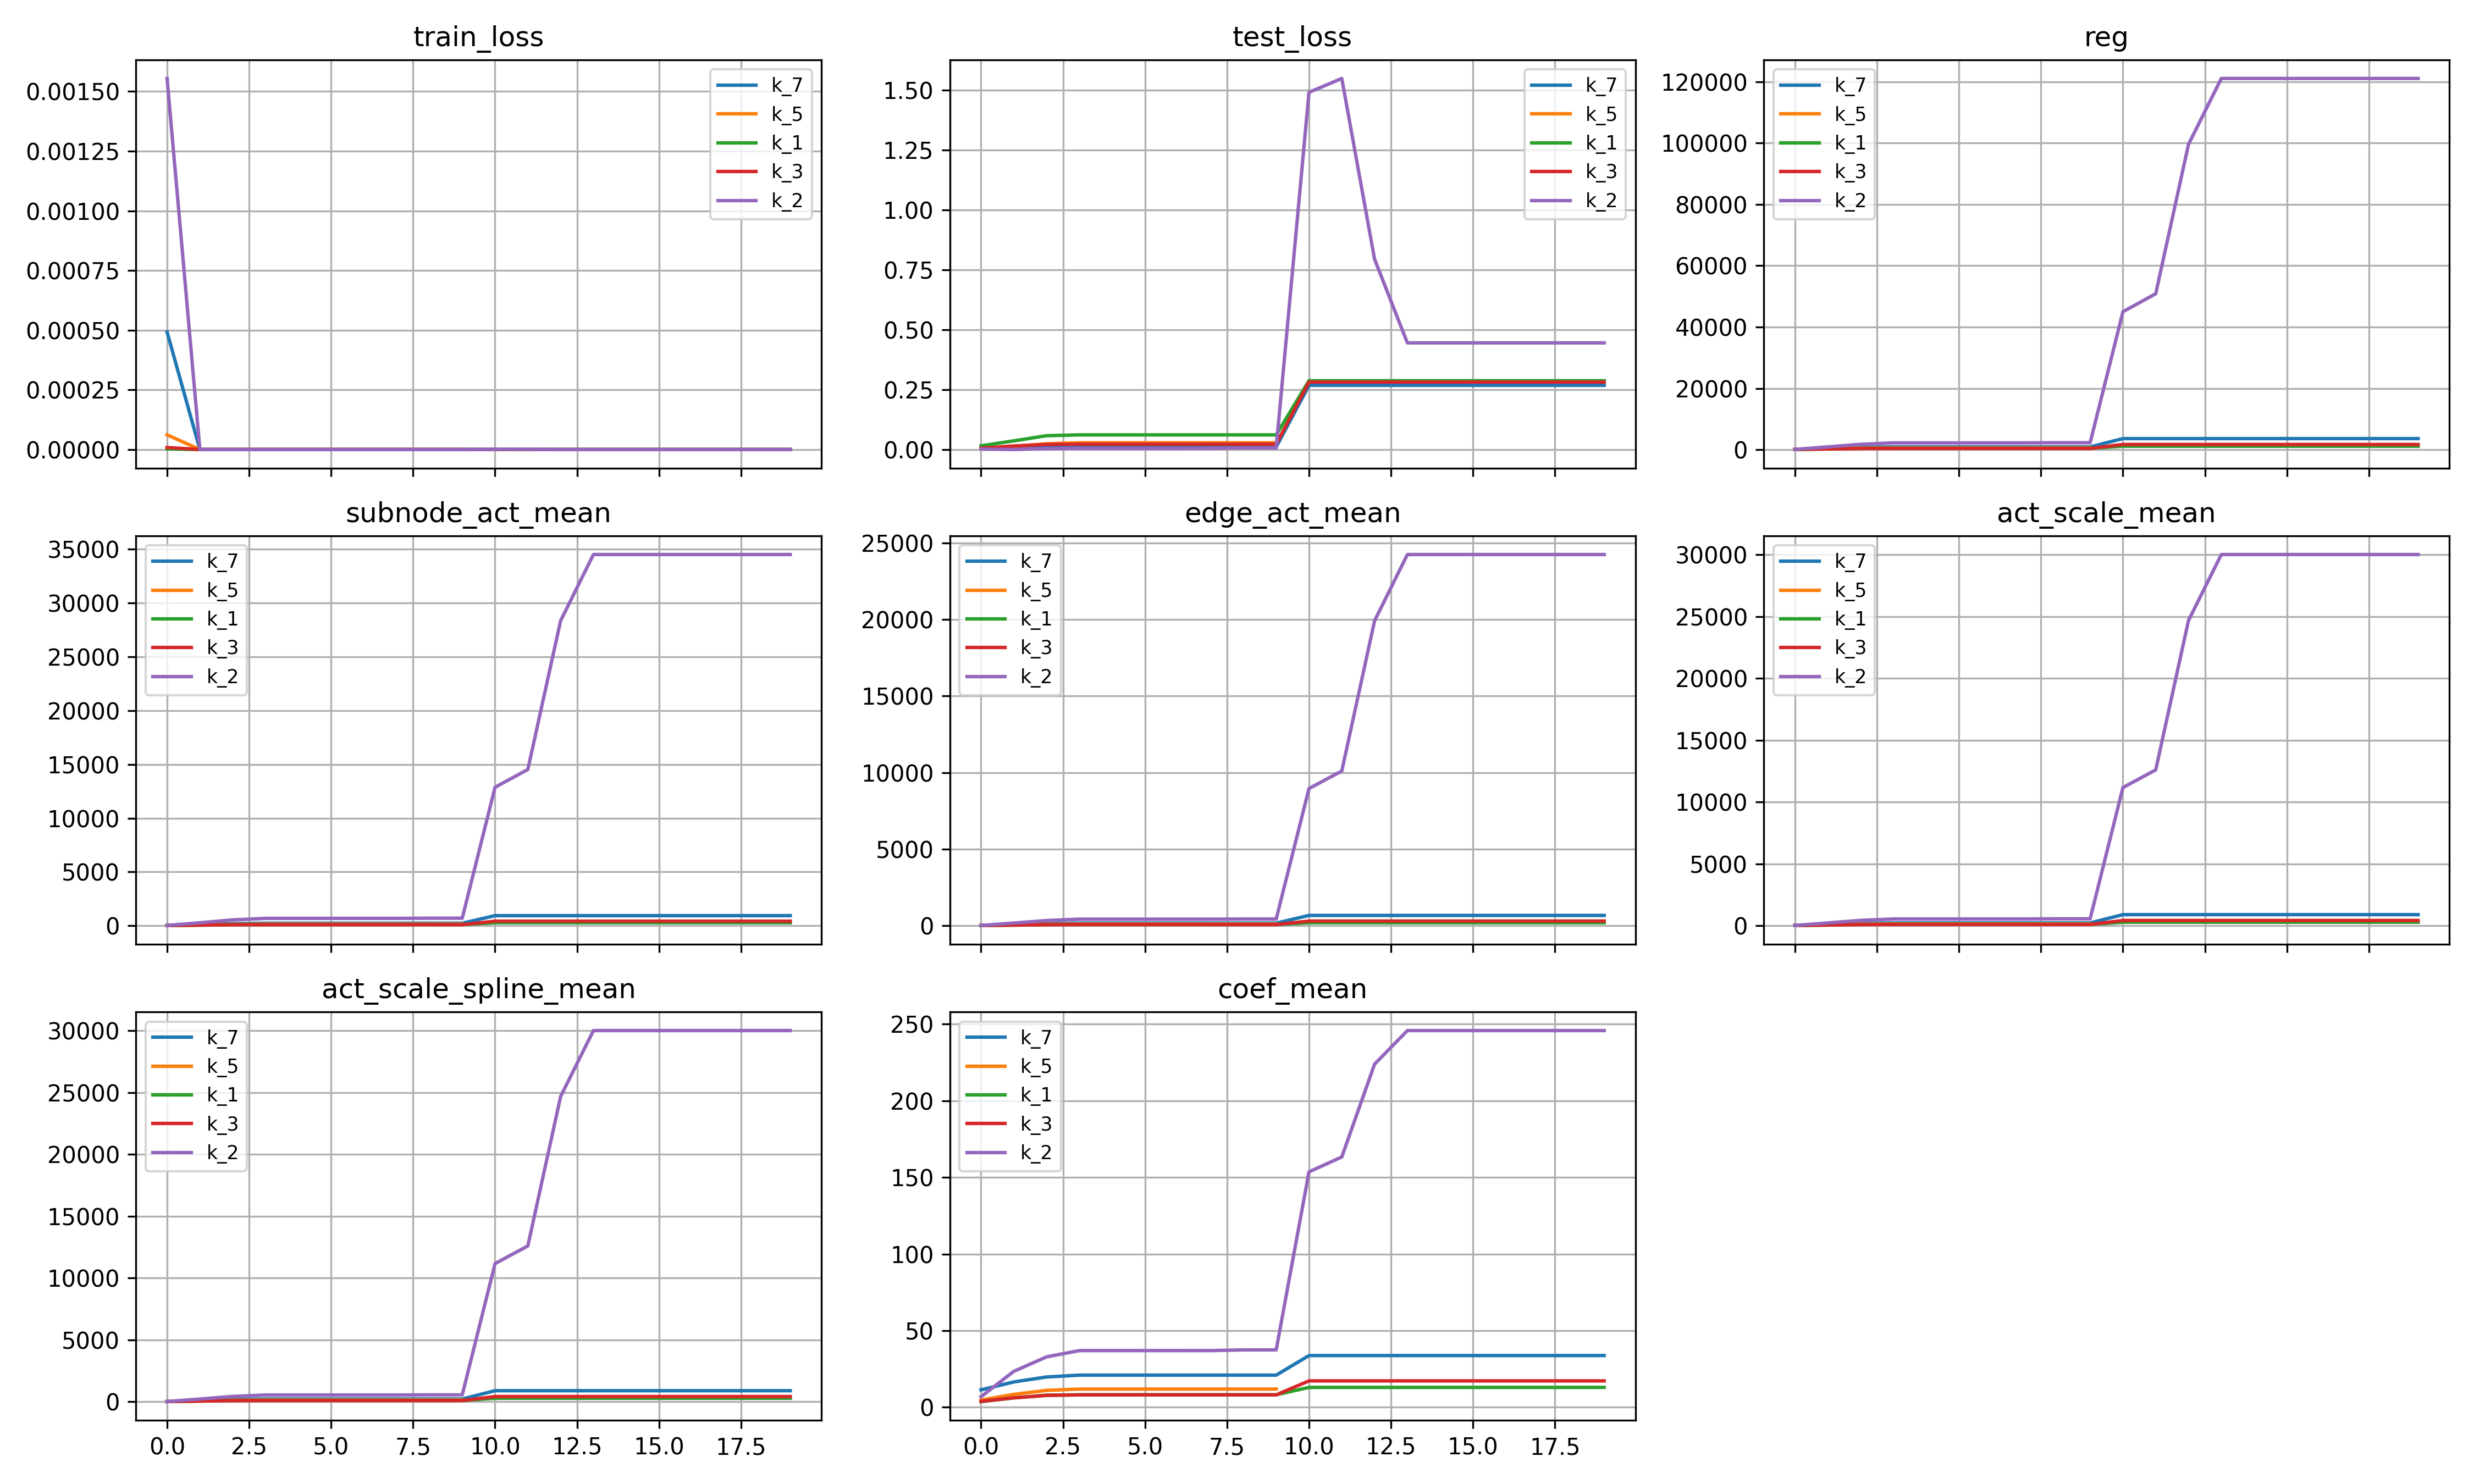 train_loss
0.00150
0.00125
0.00100
0.00075
0.00050
0.00025
0.00000
k_7
k_5
k_1
k_3
k_2
test_loss
1.50
1.25
1.00
0.75
0.50
0.25
0.00
k_7
k_5
k_1
k_3
k_2
reg
120000
100000
80000
60000
40000
20000
0
k_7
k_5
k_1
k_3
k_2
subnode_act_mean
35000
30000
25000
20000
15000
10000
5000
0
k_7
k_5
k_1
k_3
k_2
edge_act_mean
25000
20000
15000
10000
5000
0
k_7
k_5
k_1
k_3
k_2
act_scale_mean
30000
25000
20000
15000
10000
5000
0
k_7
k_5
k_1
k_3
k_2
act_scale_spline_mean
30000
25000
20000
15000
10000
5000
0
k_7
k_5
k_1
k_3
k_2
0.0 2.5 5.0 7.5 10.0 12.5 15.0 17.5
coef_mean
250
200
150
100
50
0
k_7
k_5
k_1
k_3
k_2
0.0 2.5 5.0 7.5 10.0 12.5 15.0 17.5